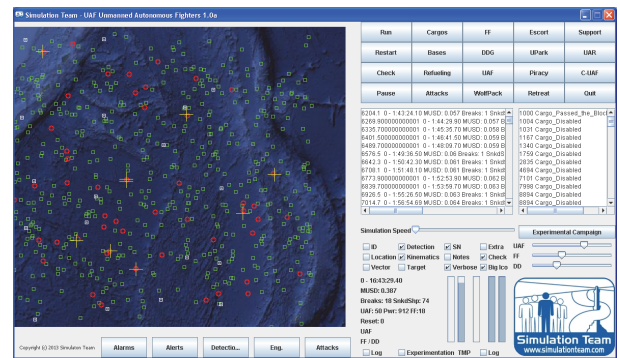 Simulation Team - UAF Unmanned Autonomous Fighters 1.0a
Run Cargos FF Escort Support
Restart Bases DDG UPark UAR
Check Refueling UAF Piracy C-UAF
Pause Attacks WolfPack Retreat Quit
6204.1 0 - 1:43:24.10 MUSD: 0.057 Breaks: 1 Snkd
6269.900000000001 0 - 1:44:29.90 MUSD: 0.057 B
6335.700000000001 0 - 1:45:35.70 MUSD: 0.058 B
6401.500000000001 0 - 1:46:41.50 MUSD: 0.059 B
6489.700000000001 0 - 1:48:09.70 MUSD: 0.059 B
6576.5 0 - 1:49:36.50 MUSD: 0.06 Breaks: 1 Snkd
6642.3 0 - 1:50:42.30 MUSD: 0.061 Breaks: 1 Snkd
6708.1 0 - 1:51:48.10 MUSD: 0.061 Breaks: 1 Snkd
6773.900000000001 0 - 1:52:53.90 MUSD: 0.062 B
6839.700000000001 0 - 1:53:59.70 MUSD: 0.063 B
6926.5 0 - 1:55:26.50 MUSD: 0.063 Breaks: 1 Snkd
7014.7 0 - 1:56:54.69 MUSD: 0.064 Breaks: 1 Snkd
1000 Cargo_Passed_the_Bloc
1004 Cargo_Disabled
1031 Cargo_Disabled
1160 Cargo_Disabled
1340 Cargo_Disabled
1759 Cargo_Disabled
2835 Cargo_Disabled
4694 Cargo_Disabled
7101 Cargo_Disabled
7998 Cargo_Disabled
8894 Cargo_Disabled
8894 Cargo_Disabled
Simulation Speed
Experimental Campaign
ID Detection SN Extra
Location Kinematics Notes Check
Vector Target Verbose Big Ico
UAF
FF
DD
0 - 16:43:29.40
MUSD: 0.387
Breaks: 18 SnkdShp: 74
UAF: 50 Pwr: 912 FF:18
Reset: 0
UAF
FF / DD
Log Experimentation TMP Log
Simulation Team
www.simulationteam.com
Copyright (c) 2013 Simulation Team
Alarms Alerts Detectio... Eng. Attacks